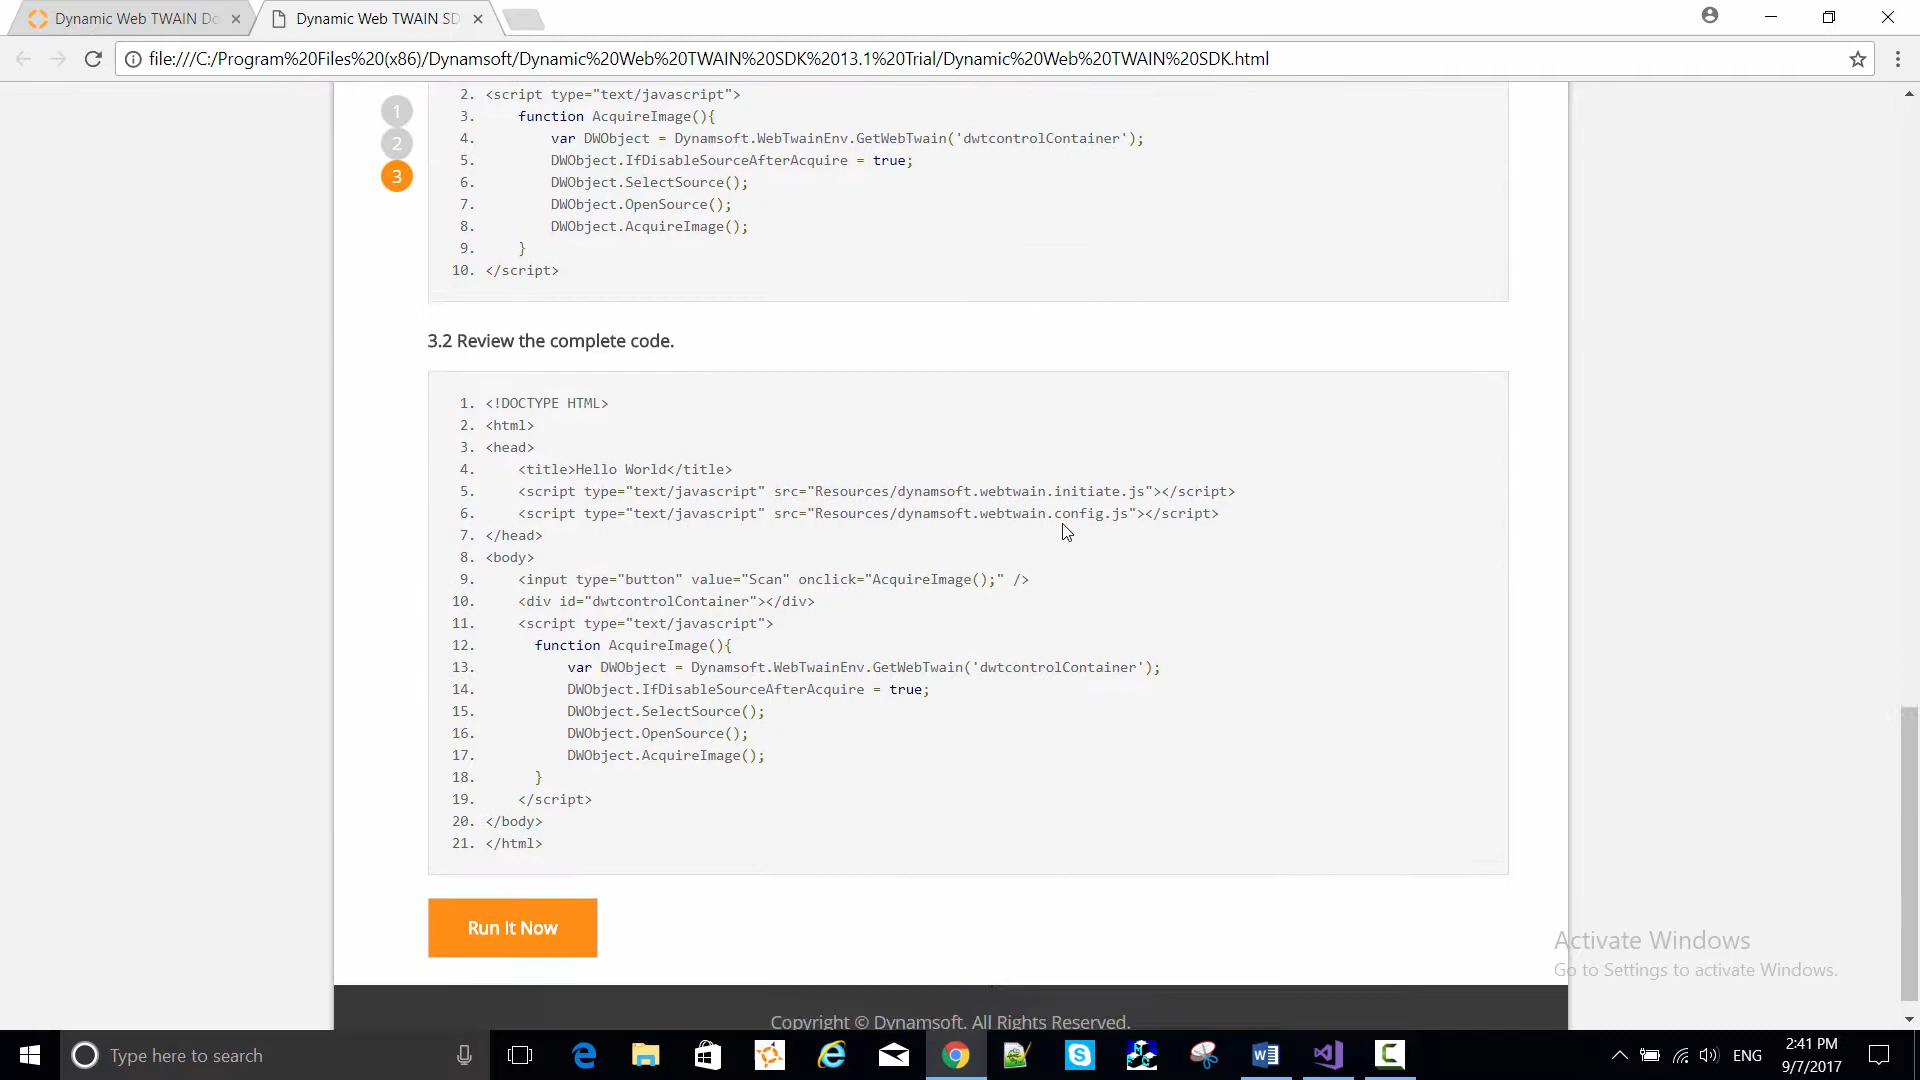 Dynamic Web TWAIN Do
Dynamic Web TWAIN SD
file:///C:/Program%20Files%20(x86)/Dynamsoft/Dynamic%20Web%20TWAIN%20SDK%2013.1%20Trial/Dynamic%20Web%20TWAIN%20SDK.html
1
2
3
2. <script type="text/javascript">
3. function AcquireImage(){
4. var DWObject = Dynamsoft.WebTwainEnv.GetWebTwain('dwtcontrolContainer');
5. DWObject.IfDisableSourceAfterAcquire = true;
6. DWObject.SelectSource();
7. DWObject.OpenSource();
8. DWObject.AcquireImage();
9. }
10. </script>
3.2 Review the complete code.
1. <!DOCTYPE HTML>
2. <html>
3. <head>
4. <title>Hello World</title>
5. <script type="text/javascript" src="Resources/dynamsoft.webtwain.initiate.js"></script>
6. <script type="text/javascript" src="Resources/dynamsoft.webtwain.config.js"></script>
7. </head>
8. <body>
9. <input type="button" value="Scan" onclick="AcquireImage();" />
10. <div id="dwtcontrolContainer"></div>
11. <script type="text/javascript">
12. function AcquireImage(){
13. var DWObject = Dynamsoft.WebTwainEnv.GetWebTwain('dwtcontrolContainer');
14. DWObject.IfDisableSourceAfterAcquire = true;
15. DWObject.SelectSource();
16. DWObject.OpenSource();
17. DWObject.AcquireImage();
18. }
19. </script>
20. </body>
21. </html>
Run It Now
Activate Windows
Go to Settings to activate Windows.
Copyright © Dynamsoft. All Rights Reserved.
Type here to search
ENG
2:41 PM
9/7/2017